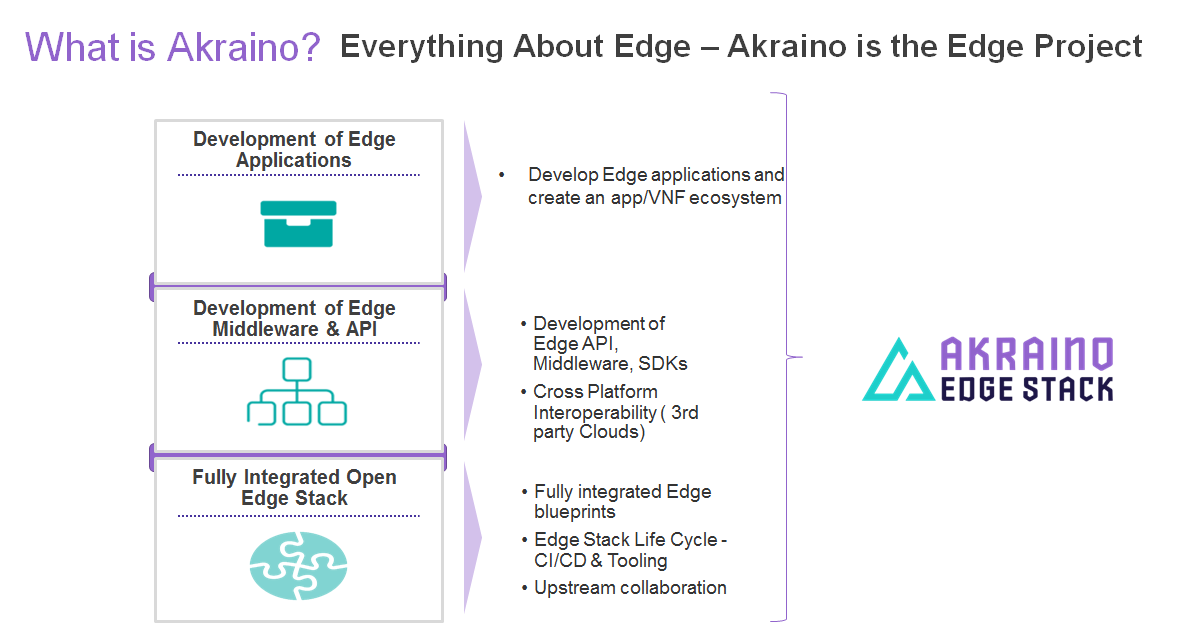 What is Akraino? Everything About Edge – Akraino is the Edge Project
Development of Edge
Applications
• Develop Edge applications and
create an app/VNF ecosystem
Development of Edge
Middleware & API
• Development of
Edge API,
Middleware, SDKs
• Cross Platform
Interoperability ( 3rd
party Clouds)
Fully Integrated Open
Edge Stack
• Fully integrated Edge
blueprints
• Edge Stack Life Cycle -
CI/CD & Tooling
• Upstream collaboration
AKRAINO
EDGE STACK